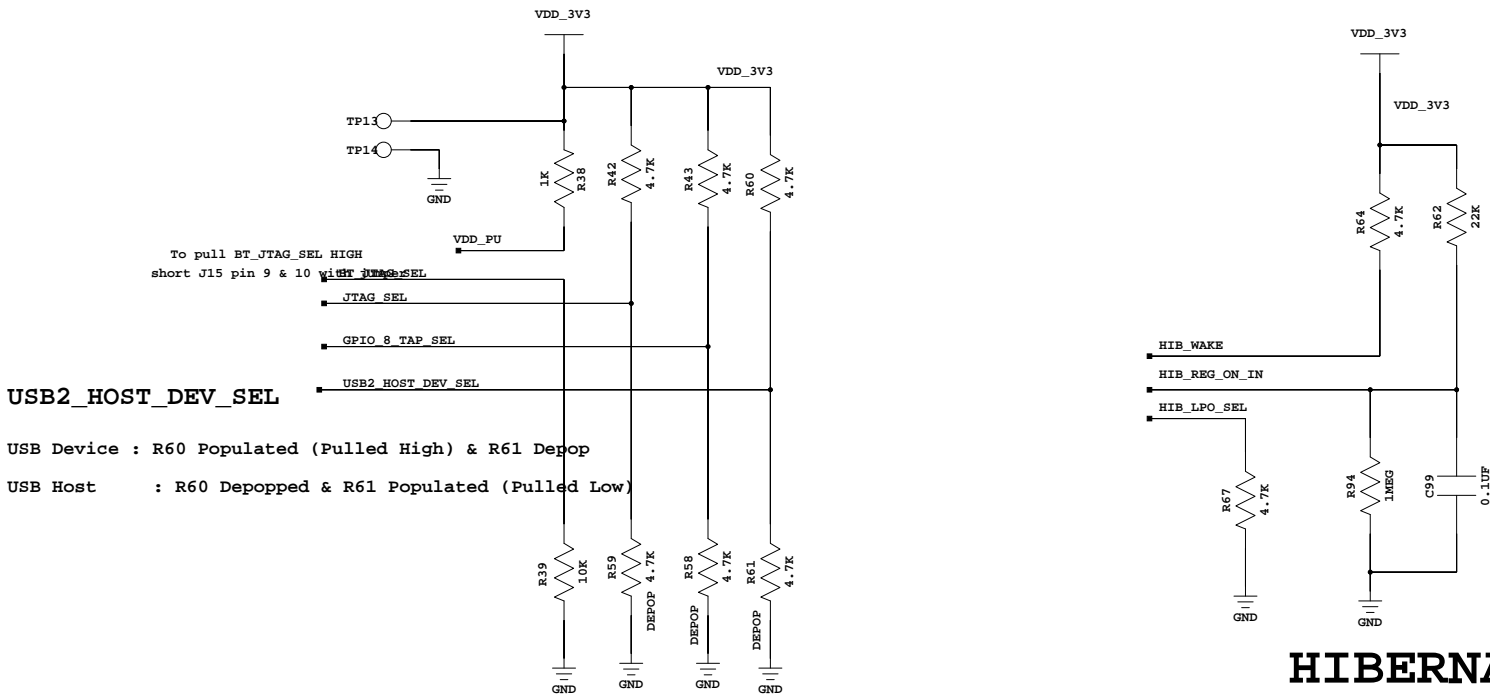 VDD_3V3
VDD_3V3
TP13
TP14
GND
1K
R38
R42
4.7K
R43
4.7K
R60
4.7K
VDD_PU
To pull BT_JTAG_SEL HIGH
short J15 pin 9 & 10 with jumper
BT_JTAG_SEL
JTAG_SEL
GPIO_8_TAP_SEL
USB2_HOST_DEV_SEL
USB2_HOST_DEV_SEL
USB Device : R60 Populated (Pulled High) & R61 Depop
USB Host : R60 Depopped & R61 Populated (Pulled Low)
R39
10K
R59
DEPOP 4.7K
R58
4.7K
DEPOP
R61
4.7K
DEPOP
GND
GND
GND
GND
VDD_3V3
VDD_3V3
R64
4.7K
R62
22K
HIB_WAKE
HIB_REG_ON_IN
HIB_LPO_SEL
R67
4.7K
R94
1MEG
C99
0.1UF
GND
GND
HIBERNA